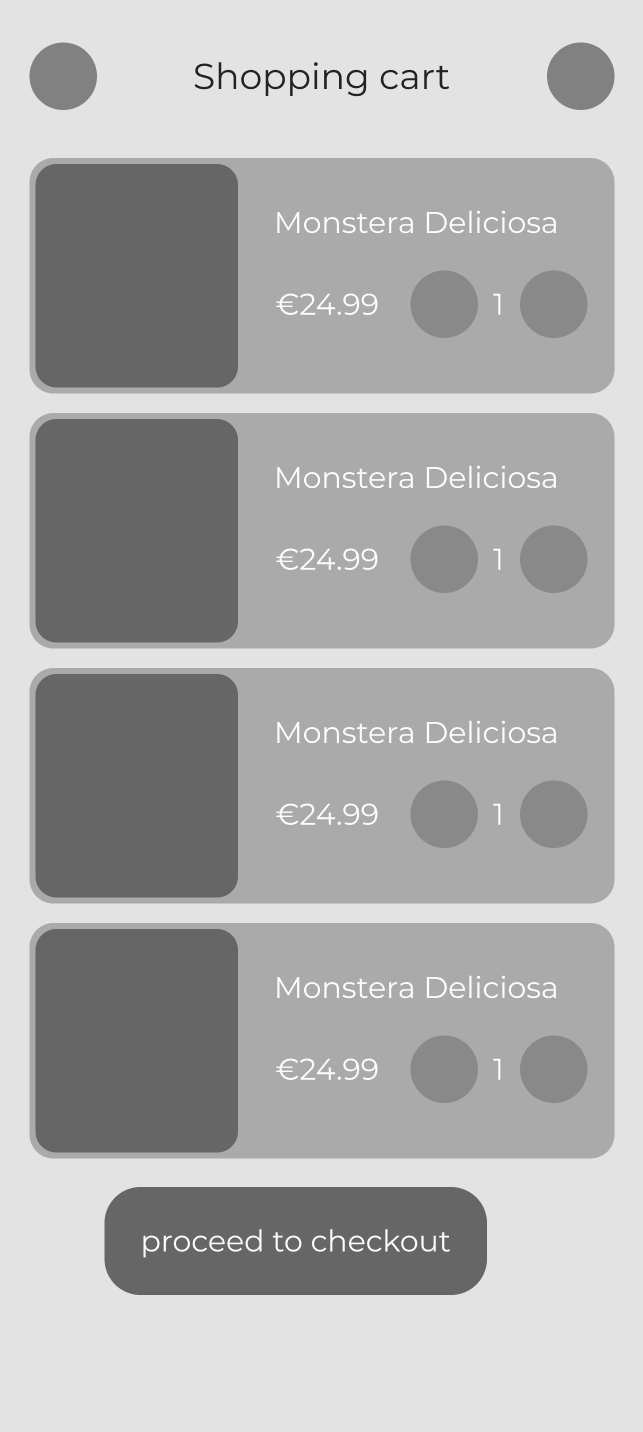 Shopping cart
Monstera Deliciosa
€24.99 1
Monstera Deliciosa
€24.99 1
Monstera Deliciosa
€24.99 1
Monstera Deliciosa
€24.99 1
proceed to checkout